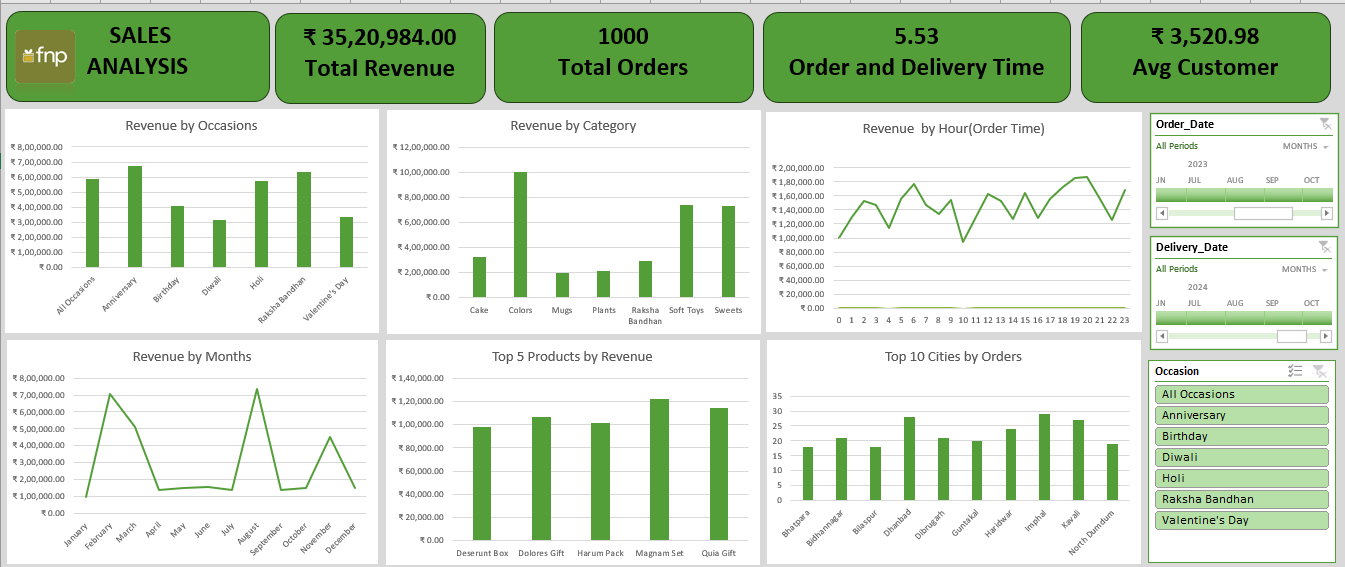 fnp
SALES
ANALYSIS
₹ 35,20,984.00
Total Revenue
1000
Total Orders
5.53
Order and Delivery Time
₹ 3,520.98
Avg Customer
Revenue by Occasions
₹ 8,00,000.00
₹ 7,00,000.00
₹ 6,00,000.00
₹ 5,00,000.00
₹ 4,00,000.00
₹ 3,00,000.00
₹ 2,00,000.00
₹ 1,00,000.00
₹ 0.00
All Occasions
Anniversary
Birthday
Diwali
Holi
Raksha Bandhan
Valentine's Day
Revenue by Category
₹ 12,00,000.00
₹ 10,00,000.00
₹ 8,00,000.00
₹ 6,00,000.00
₹ 4,00,000.00
₹ 2,00,000.00
₹ 0.00
Cake Colors Mugs Plants Raksha Soft Toys Sweets
Bandhan
Revenue  by Hour(Order Time)
₹ 2,00,000.00
₹ 1,80,000.00
₹ 1,60,000.00
₹ 1,40,000.00
₹ 1,20,000.00
₹ 1,00,000.00
₹ 80,000.00
₹ 60,000.00
₹ 40,000.00
₹ 20,000.00
₹ 0.00
0 1 2 3 4 5 6 7 8 9 10 11 12 13 14 15 16 17 18 19 20 21 22 23
Order_Date
All Periods MONTHS
2023
JN JUL AUG SEP OCT
Delivery_Date
All Periods MONTHS
2024
JN JUL AUG SEP OCT
Revenue by Months
₹ 8,00,000.00
₹ 7,00,000.00
₹ 6,00,000.00
₹ 5,00,000.00
₹ 4,00,000.00
₹ 3,00,000.00
₹ 2,00,000.00
₹ 1,00,000.00
₹ 0.00
January
February
March
April
May
June
July
August
September
October
November
December
Top 5 Products by Revenue
₹ 1,40,000.00
₹ 1,20,000.00
₹ 1,00,000.00
₹ 80,000.00
₹ 60,000.00
₹ 40,000.00
₹ 20,000.00
₹ 0.00
Deserunt Box Dolores Gift Harum Pack Magnam Set Quia Gift
Top 10 Cities by Orders
35
30
25
20
15
10
5
0
Bhatpara
Bidhannagar
Bilaspur
Dhanbad
Dibrugarh
Guntakal
Haridwar
Imphal
Kavali
North Dumdum
Occasion
All Occasions
Anniversary
Birthday
Diwali
Holi
Raksha Bandhan
Valentine's Day